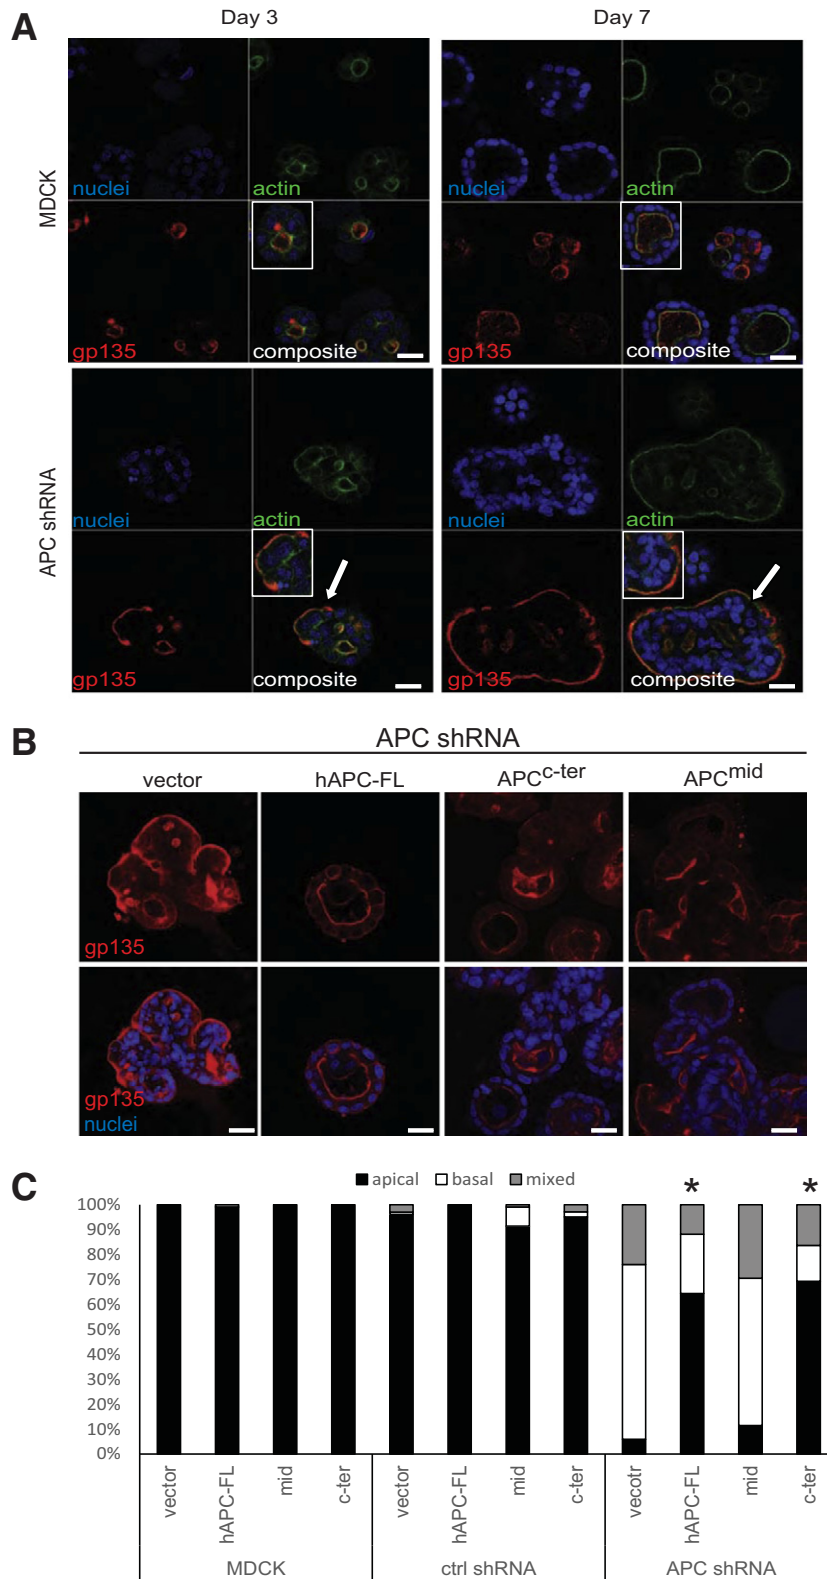 A
Day 3
Day 7
MDCK
nuclei
actin
nuclei
actin
gp135
composite
gp135
composite
APC shRNA
nuclei
actin
nuclei
actin
gp135
composite
gp135
composite
B
APC shRNA
vector
hAPC-FL
APCc-ter
APCmid
gp135
gp135
nuclei
C
apical basal mixed
* *
100%
90%
80%
70%
60%
50%
40%
30%
20%
10%
0%
vector
hAPC-FL
mid
c-ter
vector
hAPC-FL
mid
c-ter
vecotr
hAPC-FL
mid
c-ter
MDCK
ctrl shRNA
APC shRNA